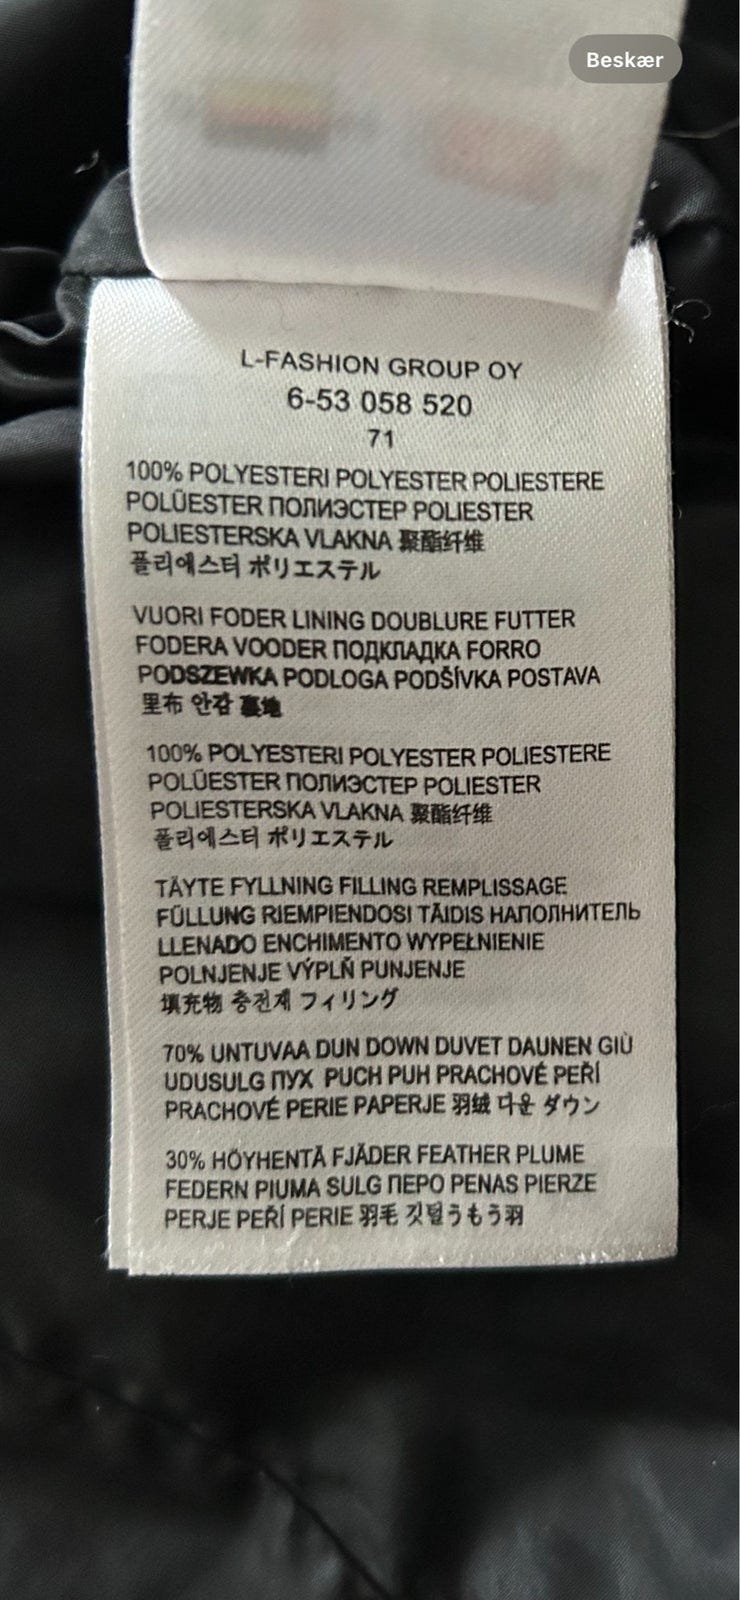 Beskær
L-FASHION GROUP OY
6-53 058 520
71
100% POLYESTERI POLYESTER POLIESTERE
POLÜESTER ПОЛИЭСТЕР POLIESTER
POLIESTERSKA VLAKNA 聚酯纤维
폴리에스터 ポリエステル
VUORI FODER LINING DOUBLURE FUTTER
FODERA VOODER ПОДКЛАДКА FORRO
PODSZEWKA PODLOGA PODŠÍVKA POSTAVA
里布 안감 裏地
100% POLYESTERI POLYESTER POLIESTERE
POLÜESTER ПОЛИЭСТЕР POLIESTER
POLIESTERSKA VLAKNA 聚酯纤维
폴리에스터 ポリエステル
TÄYTE FYLLNING FILLING REMPLISSAGE
FÜLLUNG RIEMPIENDOSI TÄIDIS НАПОЛНИТЕЛЬ
LLENADO ENCHIMENTO WYPEŁNIENIE
POLNJENJE VÝPLŇ PUNJENJE
填充物 충전재 フィリング
70% UNTUVAA DUN DOWN DUVET DAUNEN GIÙ
UDUSULG ПУХ PUCH PUH PRACHOVÉ PEŘÍ
PRACHOVÉ PERIE PAPERJE 羽绒 다운 ダウン
30% HÖYHENTÄ FJÄDER FEATHER PLUME
FEDERN PIUMA SULG ПЕРО PENAS PIERZE
PERJE PEŘÍ PERIE 羽毛 깃털うもう羽